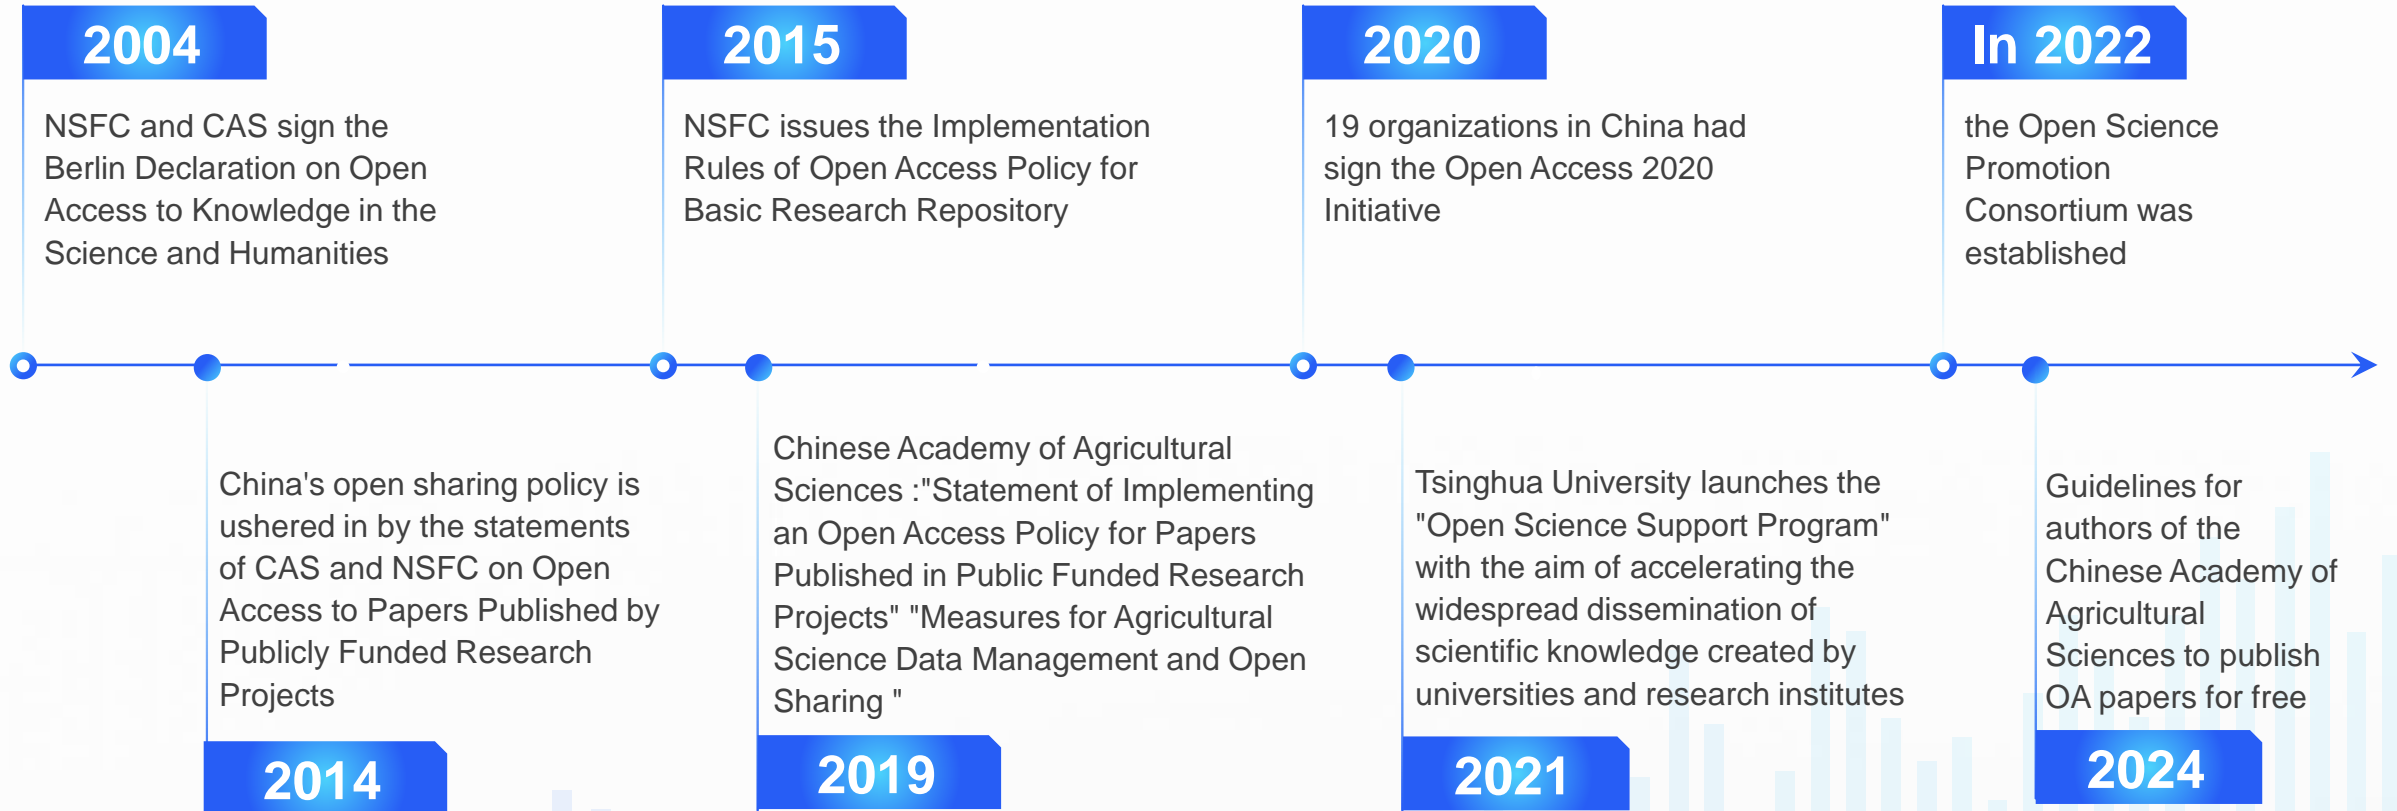 2004
NSFC and CAS sign the
Berlin Declaration on Open
Access to Knowledge in the
Science and Humanities
2015
NSFC issues the Implementation
Rules of Open Access Policy for
Basic Research Repository
2020
19 organizations in China had
sign the Open Access 2020
Initiative
In 2022
the Open Science
Promotion
Consortium was
established
China's open sharing policy is
ushered in by the statements
of CAS and NSFC on Open
Access to Papers Published by
Publicly Funded Research
Projects
2014
Chinese Academy of Agricultural
Sciences :"Statement of Implementing
an Open Access Policy for Papers
Published in Public Funded Research
Projects" "Measures for Agricultural
Science Data Management and Open
Sharing "
2019
Tsinghua University launches the
"Open Science Support Program"
with the aim of accelerating the
widespread dissemination of
scientific knowledge created by
universities and research institutes
2021
Guidelines for
authors of the
Chinese Academy of
Agricultural
Sciences to publish
OA papers for free
2024